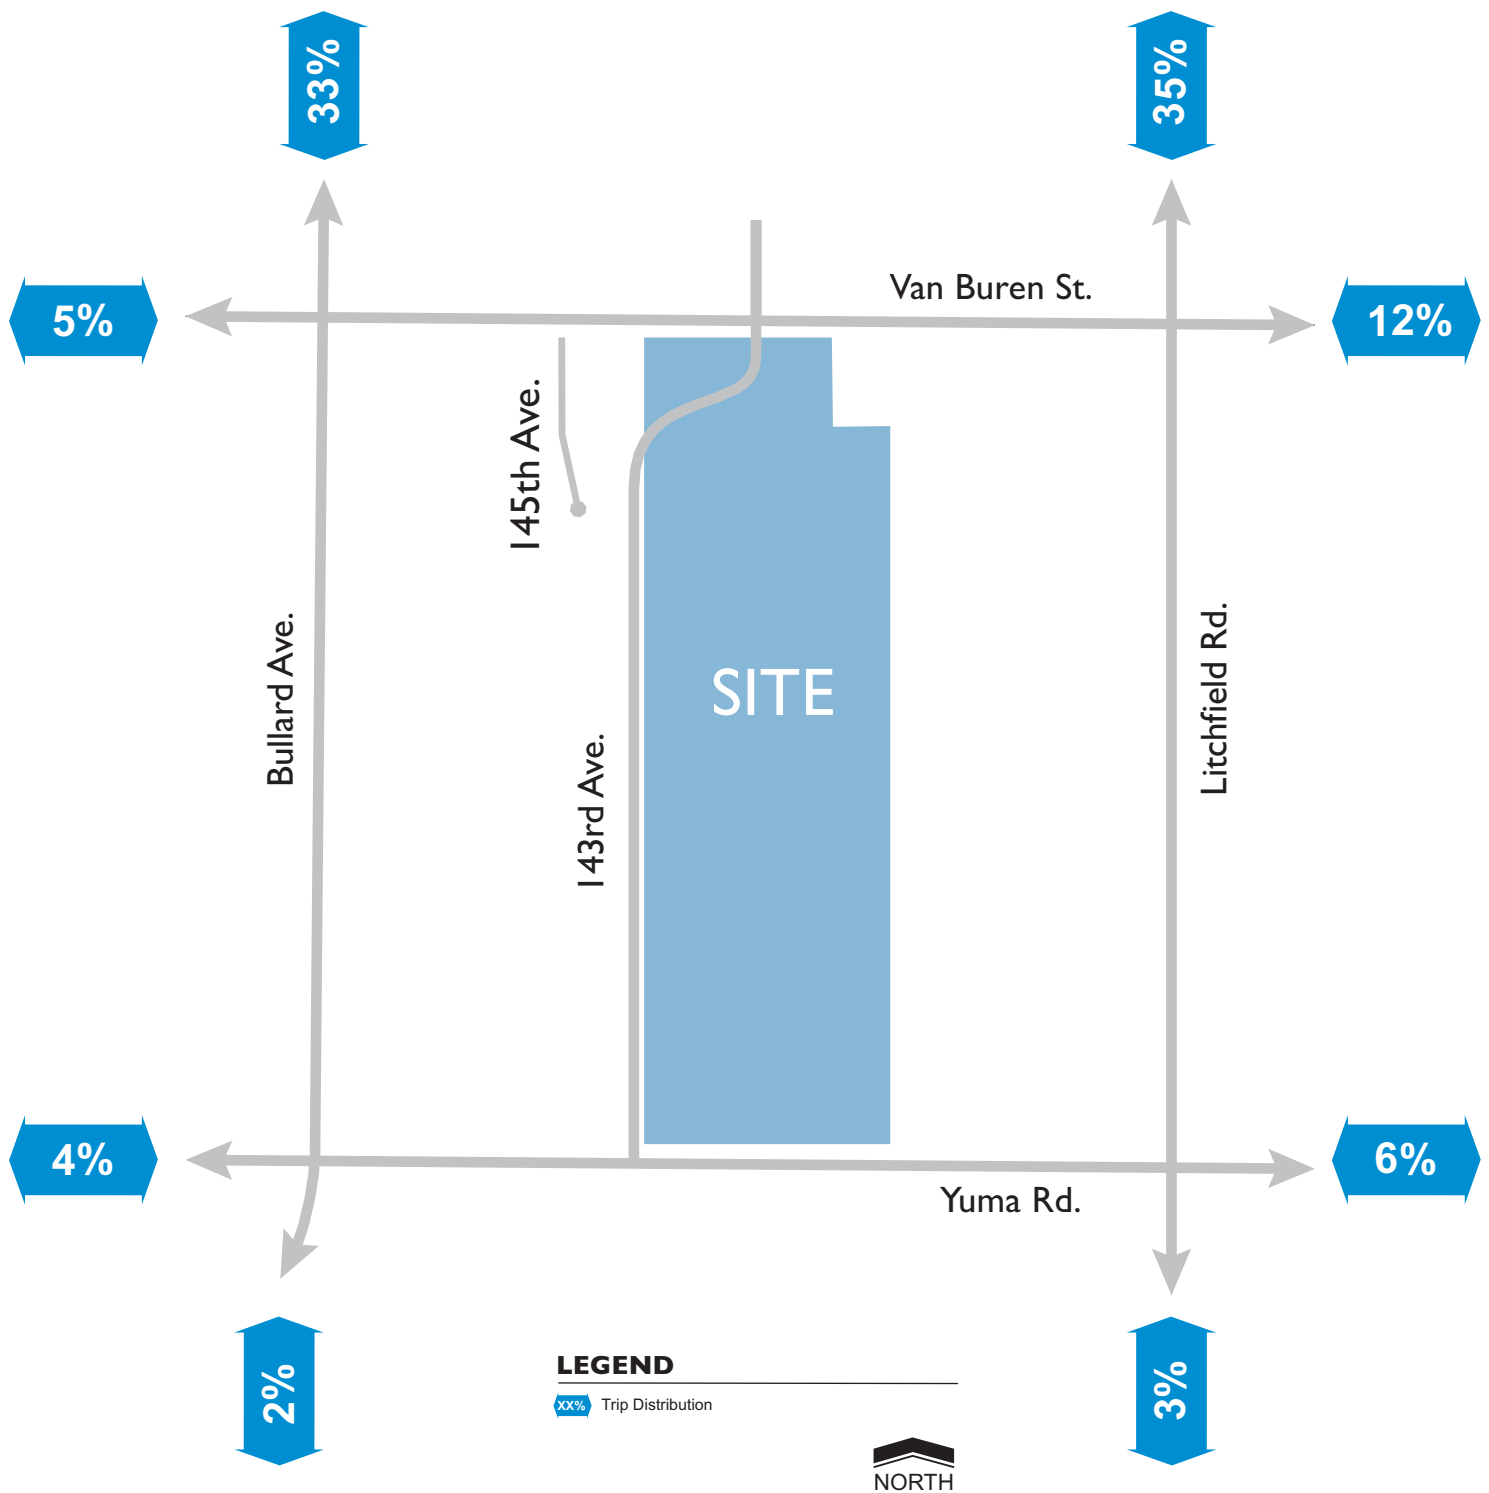 33%
35%
Van Buren St.
5%
12%
145th Ave.
Bullard Ave.
Litchfield Rd.
SITE
143rd Ave.
4%
6%
Yuma Rd.
2%
3%
LEGEND
XX% Trip Distribution
NORTH